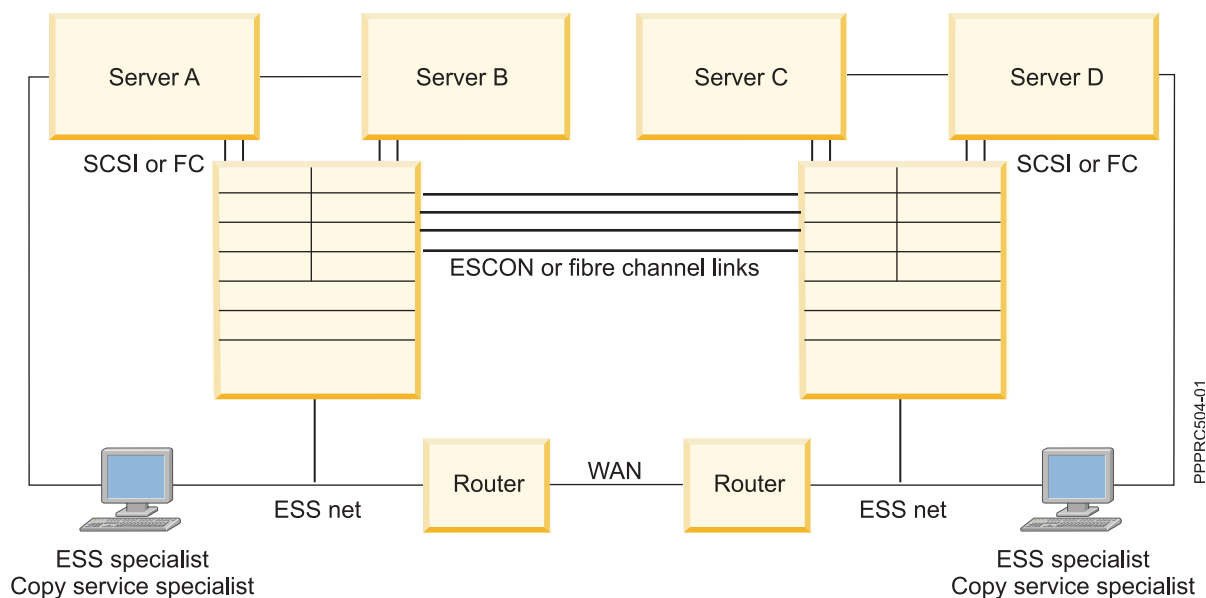 Server A
Server B
Server C
Server D
SCSI or FC
SCSI or FC
ESCON or fibre channel links
PPPRC504-01
Router
WAN
Router
ESS net
ESS net
ESS specialist
Copy service specialist
ESS specialist
Copy service specialist